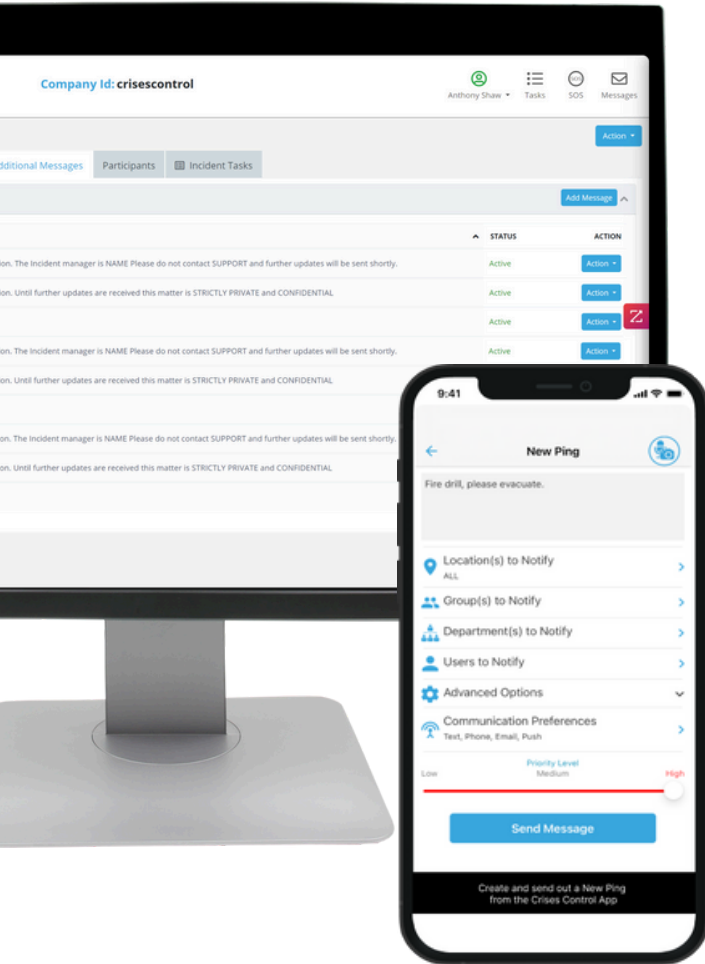 Company Id: crisescontrol
Anthony Shaw
Tasks
SOS
Messages
Action
dditional Messages
Participants
Incident Tasks
Add Message
STATUS
ACTION
ion. The Incident manager is NAME Please do not contact SUPPORT and further updates will be sent shortly.
Active
Action
ion. Until further updates are received this matter is STRICTLY PRIVATE and CONFIDENTIAL
Active
Action
Active
Action
ion. The Incident manager is NAME Please do not contact SUPPORT and further updates will be sent shortly.
Active
Action
ion. Until further updates are received this matter is STRICTLY PRIVATE and CONFIDENTIAL
ion. The Incident manager is NAME Please do not contact SUPPORT and further updates will be sent shortly.
ion. Until further updates are received this matter is STRICTLY PRIVATE and CONFIDENTIAL
9:41
New Ping
Fire drill, please evacuate.
Location(s) to Notify
ALL
Group(s) to Notify
Department(s) to Notify
Users to Notify
Advanced Options
Communication Preferences
Text, Phone, Email, Push
Priority Level
Low Medium High
Send Message
Create and send out a New Ping
from the Crises Control App